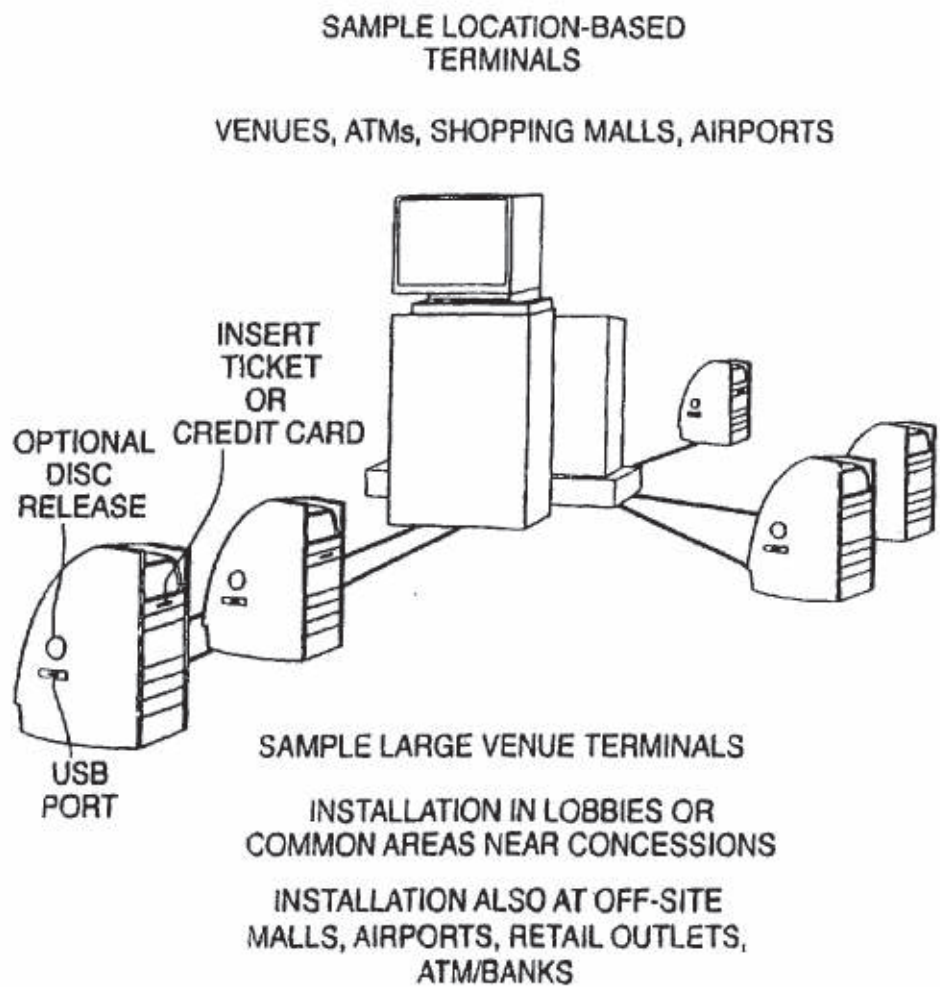 SAMPLE LOCATION-BASED
TERMINALS
VENUES, ATMs, SHOPPING MALLS, AIRPORTS
INSERT
TICKET
OR
CREDIT CARD
OPTIONAL
DISC
RELEASE
USB
PORT
SAMPLE LARGE VENUE TERMINALS
INSTALLATION IN LOBBIES OR
COMMON AREAS NEAR CONCESSIONS
INSTALLATION ALSO AT OFF-SITE
MALLS, AIRPORTS, RETAIL OUTLETS,
ATM/BANKS